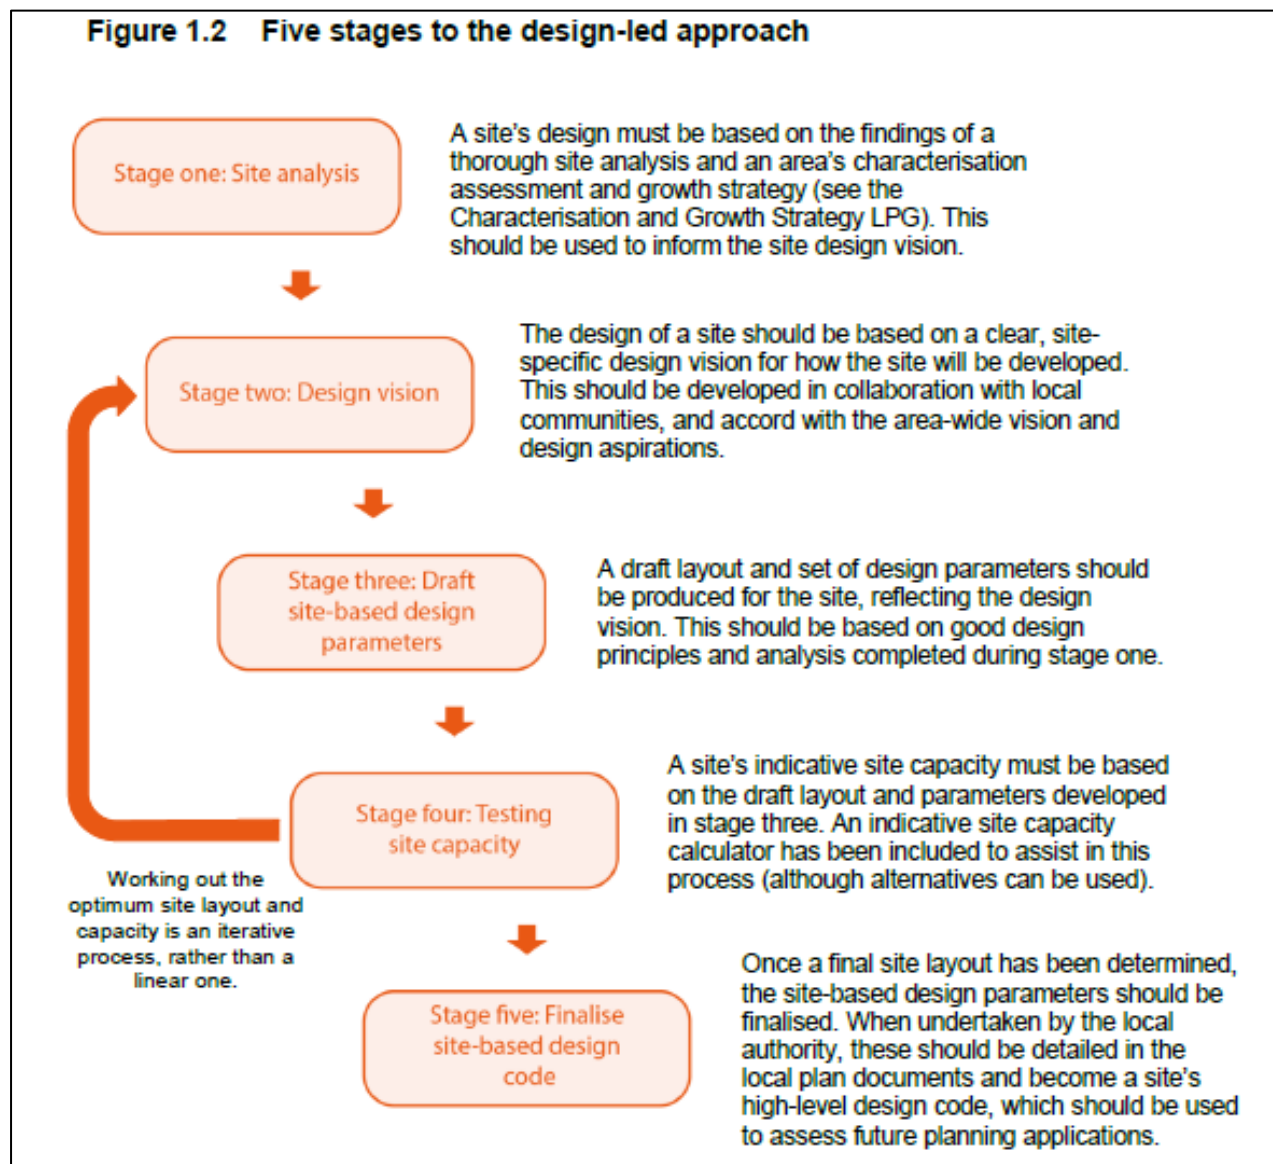 Figure 1.2 Five stages to the design-led approach
Stage one: Site analysis
A site's design must be based on the findings of a
thorough site analysis and an area's characterisation
assessment and growth strategy (see the
Characterisation and Growth Strategy LPG). This
should be used to inform the site design vision.
Stage two: Design vision
The design of a site should be based on a clear, site-
specific design vision for how the site will be developed.
This should be developed in collaboration with local
communities, and accord with the area-wide vision and
design aspirations.
Stage three: Draft
site-based design
parameters
A draft layout and set of design parameters should
be produced for the site, reflecting the design
vision. This should be based on good design
principles and analysis completed during stage one.
Stage four: Testing
site capacity
A site's indicative site capacity must be based
on the draft layout and parameters developed
in stage three. An indicative site capacity
calculator has been included to assist in this
process (although alternatives can be used).
Working out the
optimum site layout and
capacity is an iterative
process, rather than a
linear one.
Stage five: Finalise
site-based design
code
Once a final site layout has been determined,
the site-based design parameters should be
finalised. When undertaken by the local
authority, these should be detailed in the
local plan documents and become a site's
high-level design code, which should be used
to assess future planning applications.